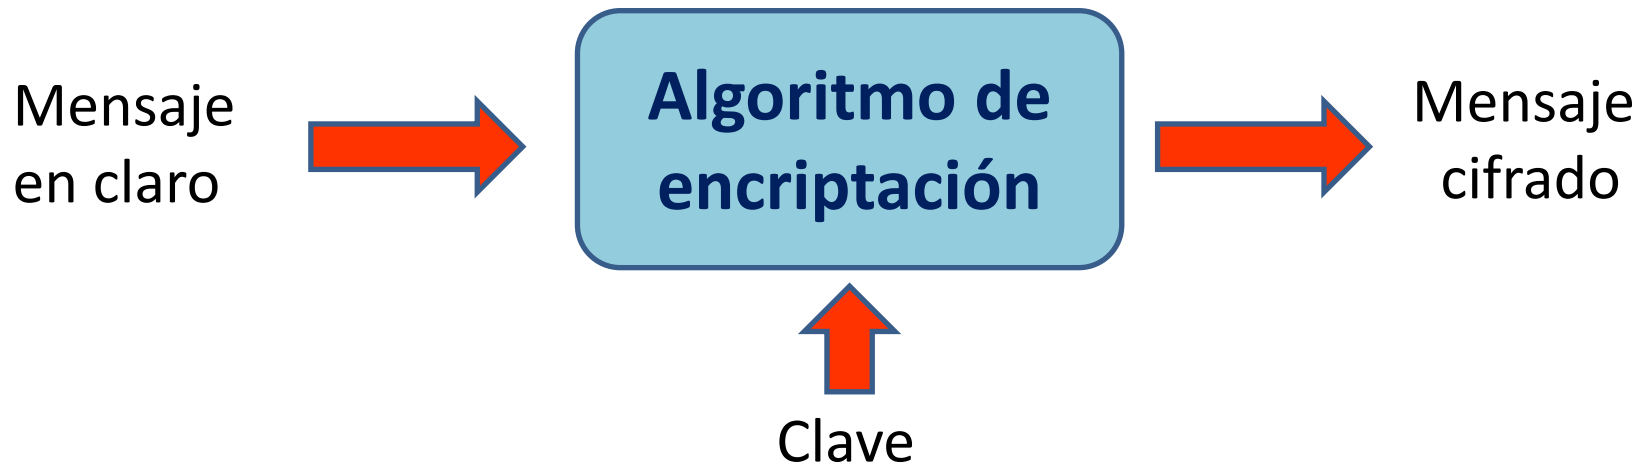 Mensaje
en claro
Algoritmo de
encriptación
Mensaje
cifrado
Clave